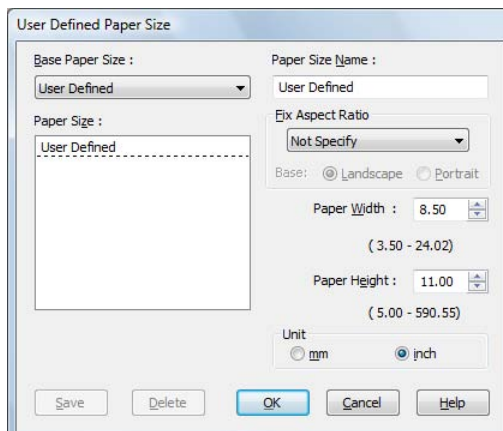 User Defined Paper Size
Base Paper Size :
User Defined
Paper Size :
User Defined
Paper Size Name :
User Defined
Fix Aspect Ratio
Not Specify
Base: Landscape Portrait
Paper Width : 8.50
( 3.50 - 24.02)
Paper Height : 11.00
( 5.00 - 590.55)
Unit
mm inch
Save Delete OK Cancel Help